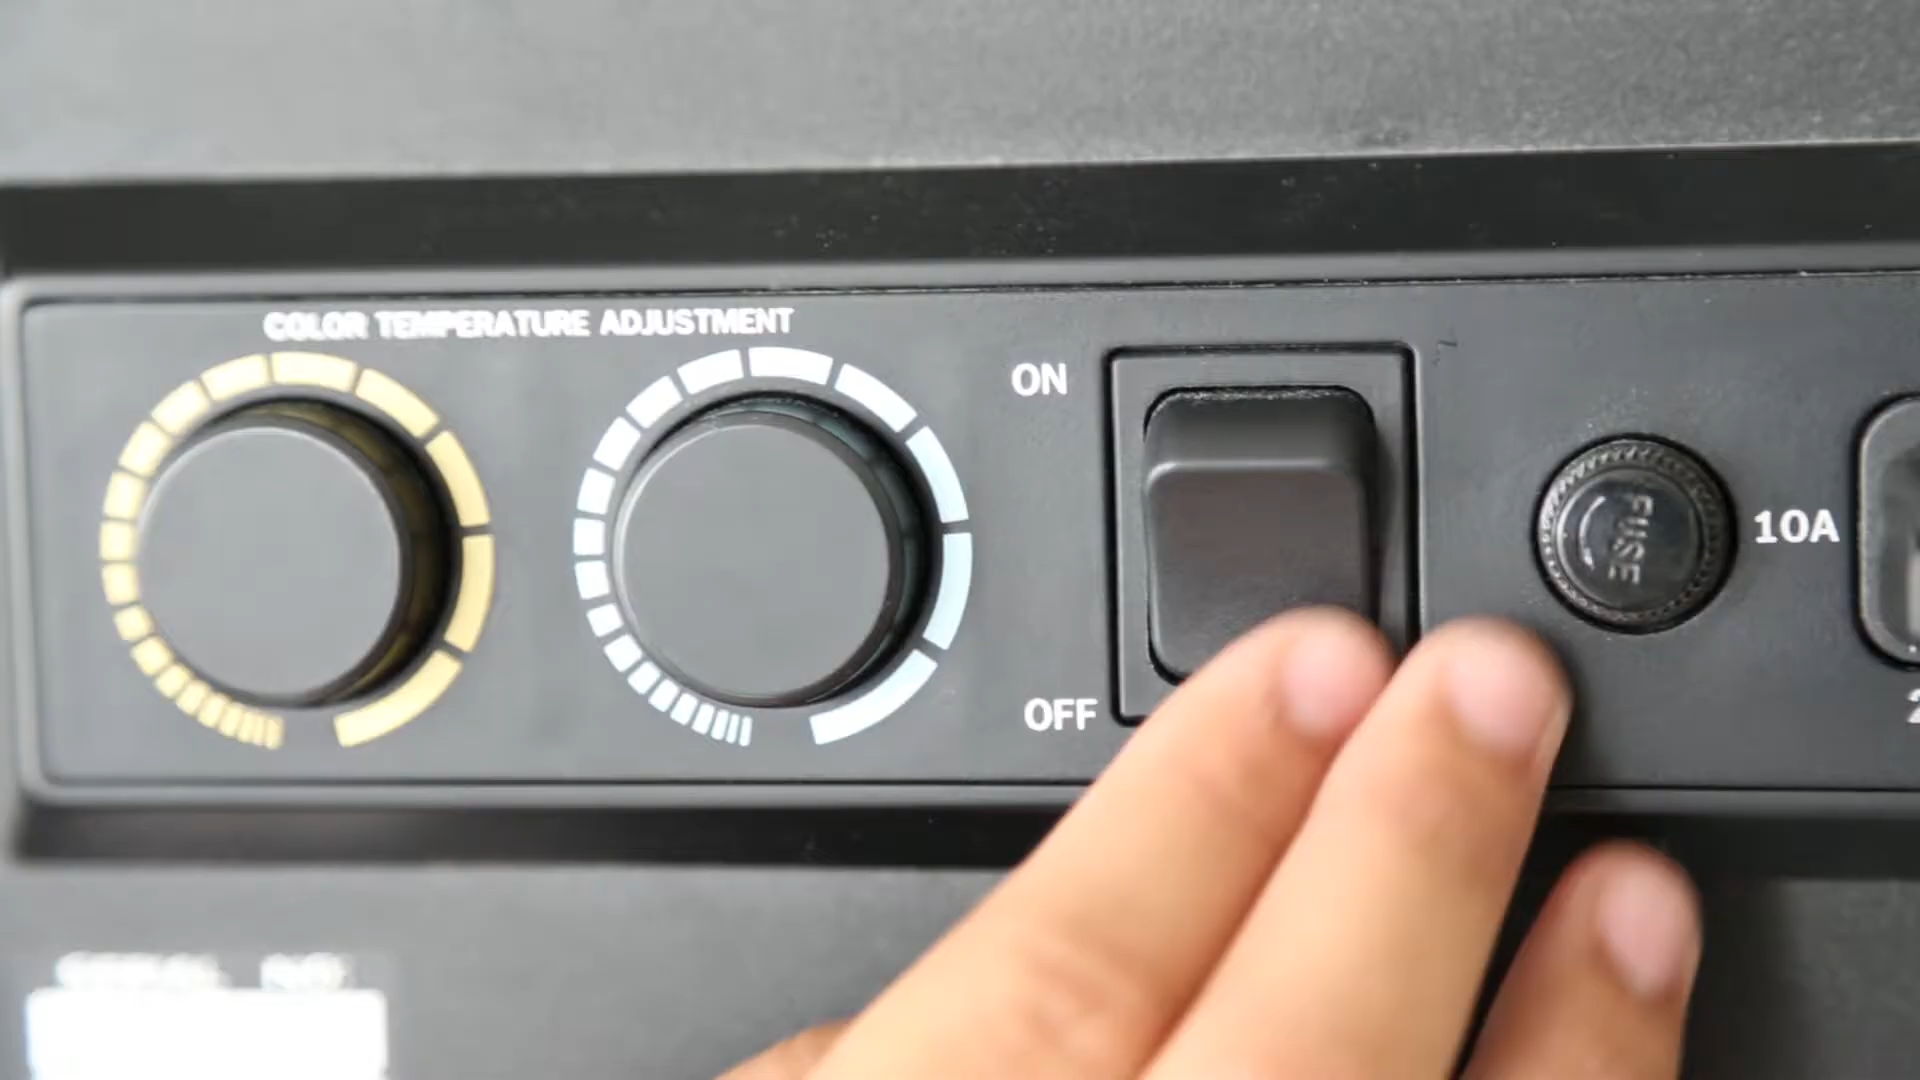 COLOR TEMPERATURE ADJUSTMENT
ON
OFF
FUSE
10A